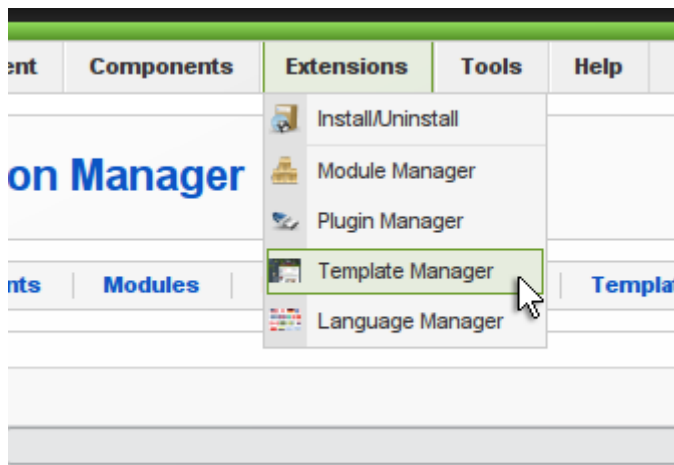 ent Components Extensions Tools Help
Install/Uninstall
on Manager
Module Manager
Plugin Manager
Template Manager
nts Modules Templa
Language Manager